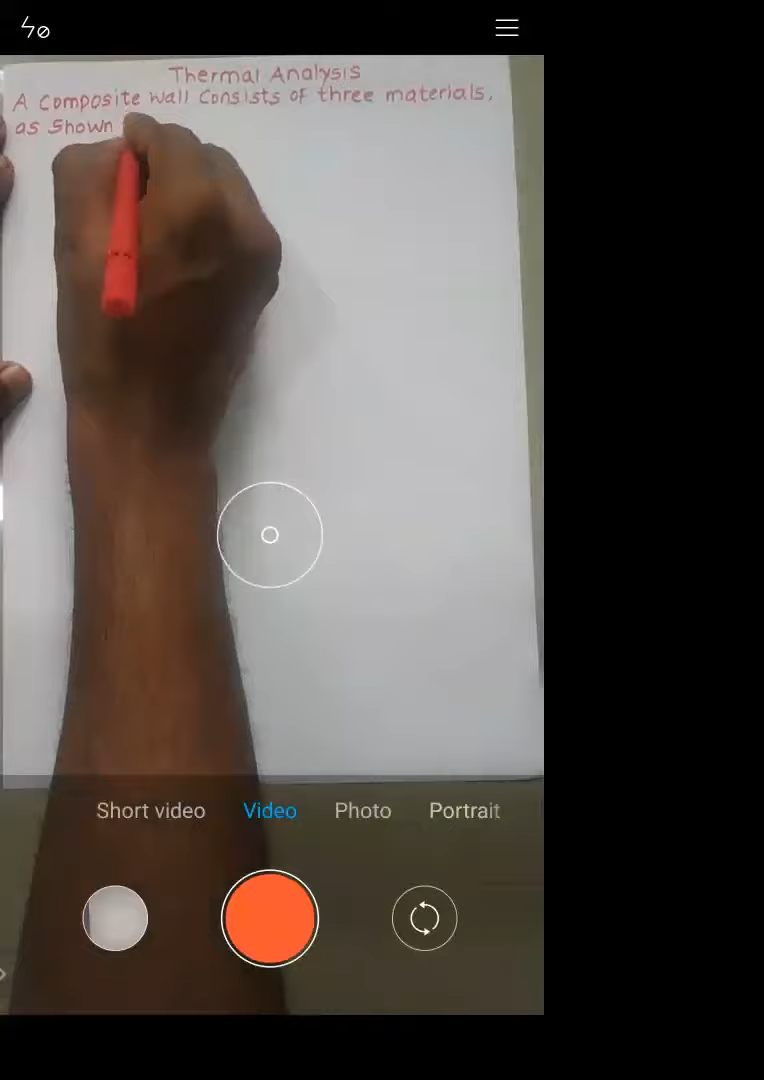 Thermal Analysis
A Composite Wall Consists of three materials,
as Shown
Short video Video Photo Portrait